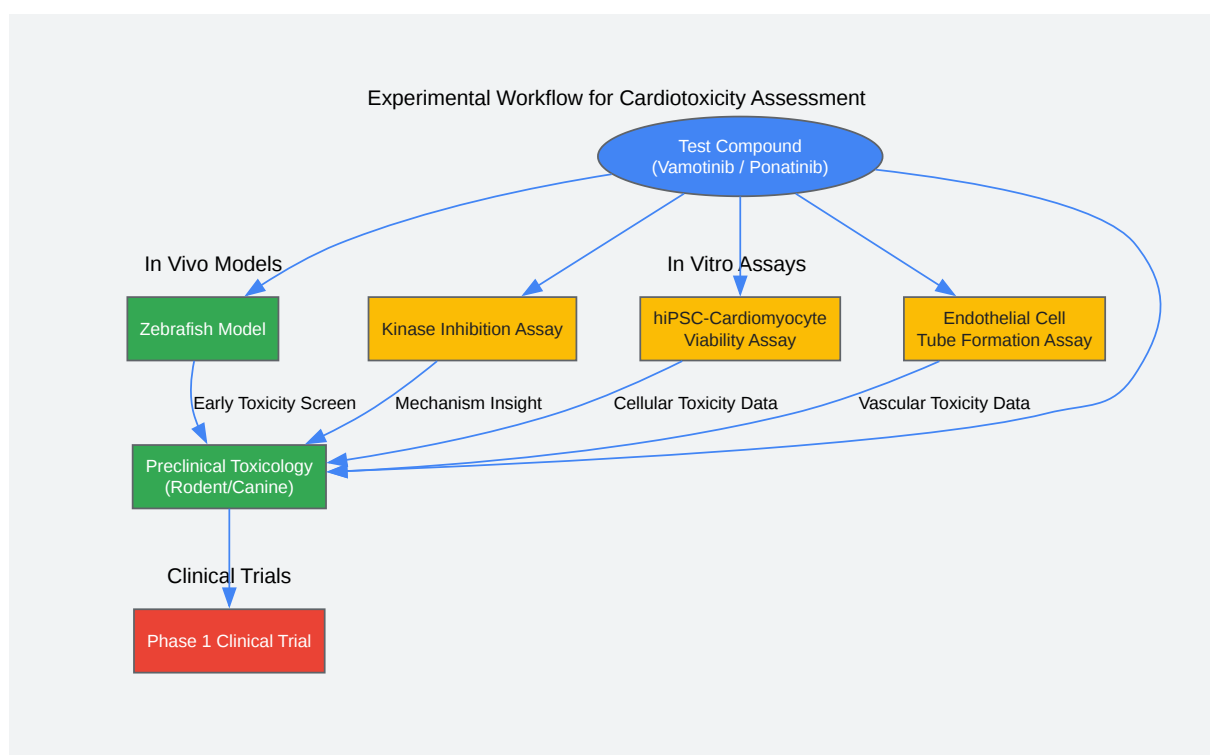 Experimental Workflow for Cardiotoxicity Assessment
Test Compound
(Vamotinib / Ponatinib)
In Vivo Models
In Vitro Assays
Zebrafish Model
Kinase Inhibition Assay
hiPSC-Cardiomyocyte
Viability Assay
Endothelial Cell
Tube Formation Assay
Early Toxicity Screen
Mechanism Insight
Cellular Toxicity Data
Vascular Toxicity Data
Preclinical Toxicology
(Rodent/Canine)
Clinical Trials
Phase 1 Clinical Trial